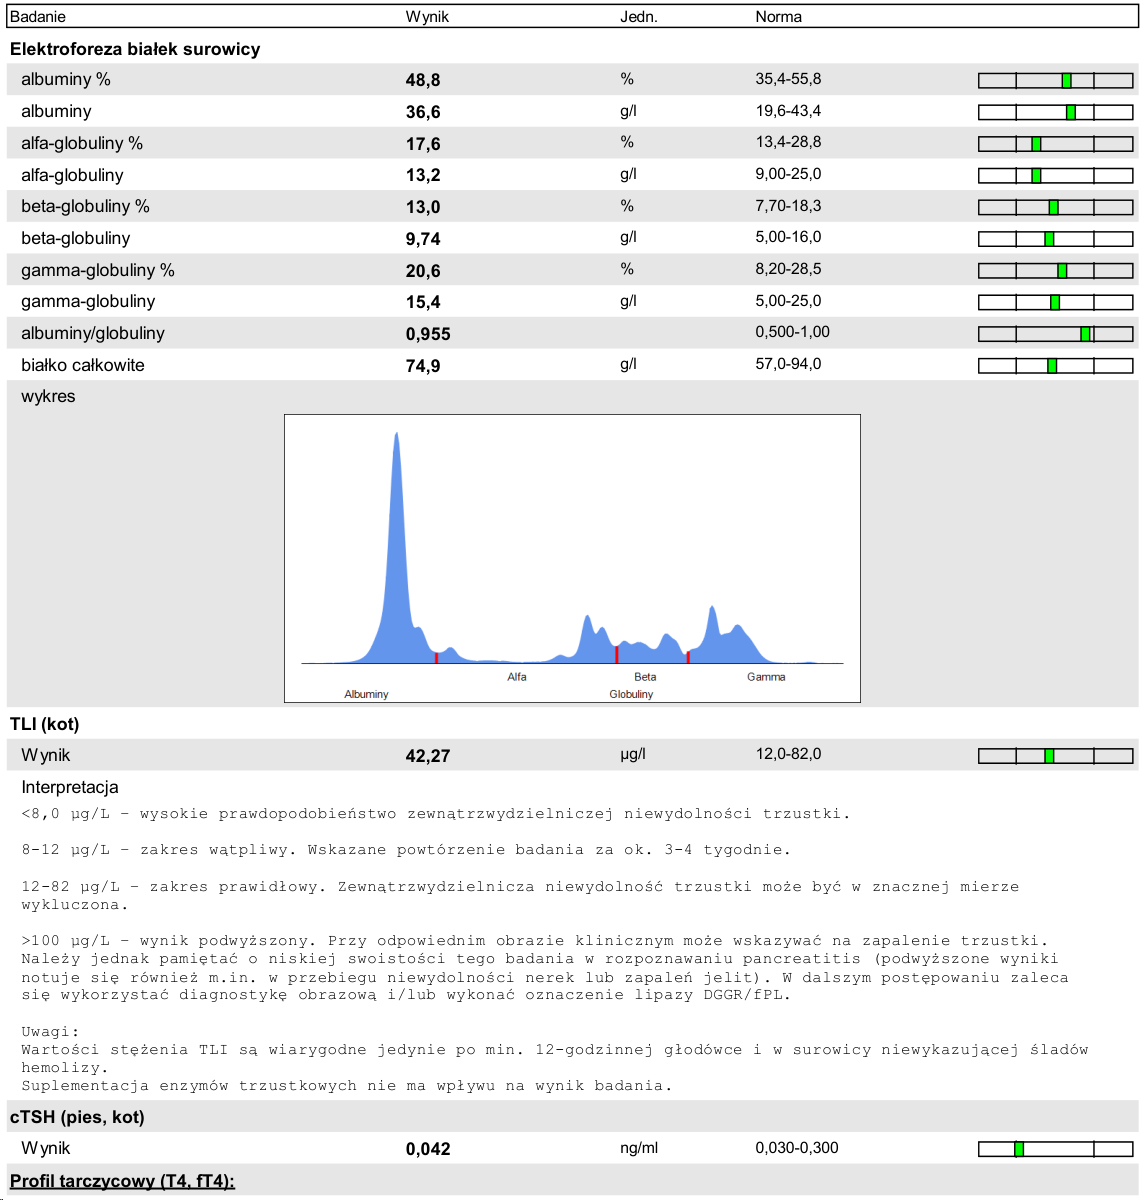 Badanie Wynik Jedn. Norma
Elektroforeza białek surowicy
albuminy % 48,8 % 35,4-55,8
albuminy 36,6 g/l 19,6-43,4
alfa-globuliny % 17,6 % 13,4-28,8
alfa-globuliny 13,2 g/l 9,00-25,0
beta-globuliny % 13,0 % 7,70-18,3
beta-globuliny 9,74 g/l 5,00-16,0
gamma-globuliny % 20,6 % 8,20-28,5
gamma-globuliny 15,4 g/l 5,00-25,0
albuminy/globuliny 0,955 0,500-1,00
białko całkowite 74,9 g/l 57,0-94,0
wykres
Alfa Beta Gamma
Albuminy Globuliny
TLI (kot)
Wynik 42,27 µg/l 12,0-82,0
Interpretacja
<8,0 µg/L – wysokie prawdopodobieństwo zewnątrzwydzielniczej niewydolności trzustki.
8-12 µg/L – zakres wątpliwy. Wskazane powtórzenie badania za ok. 3-4 tygodnie.
12-82 µg/L – zakres prawidłowy. Zewnątrzwydzielnicza niewydolność trzustki może być w znacznej mierze
wykluczona.
>100 µg/L – wynik podwyższony. Przy odpowiednim obrazie klinicznym może wskazywać na zapalenie trzustki.
Należy jednak pamiętać o niskiej swoistości tego badania w rozpoznawaniu pancreatitis (podwyższone wyniki
notuje się również m.in. w przebiegu niewydolności nerek lub zapaleń jelit). W dalszym postępowaniu zaleca
się wykorzystać diagnostykę obrazową i/lub wykonać oznaczenie lipazy DGGR/fPL.
Uwagi:
Wartości stężenia TLI są wiarygodne jedynie po min. 12-godzinnej głodówce i w surowicy niewykazującej śladów
hemolizy.
Suplementacja enzymów trzustkowych nie ma wpływu na wynik badania.
cTSH (pies, kot)
Wynik 0,042 ng/ml 0,030-0,300
Profil tarczycowy (T4, fT4):